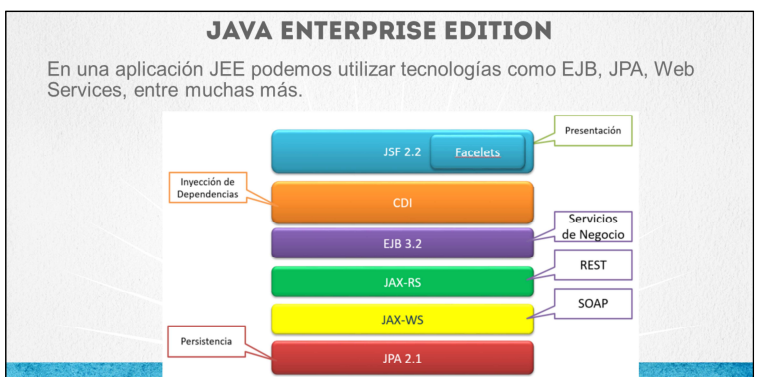 JAVA ENTERPRISE EDITION
En una aplicación JEE podemos utilizar tecnologías como EJB, JPA, Web
Services, entre muchas más.
Presentación
JSF 2.2
Facelets
Inyección de
Dependencias
CDI
Servicios
de Negocio
EJB 3.2
REST
JAX-RS
SOAP
JAX-WS
Persistencia
JPA 2.1